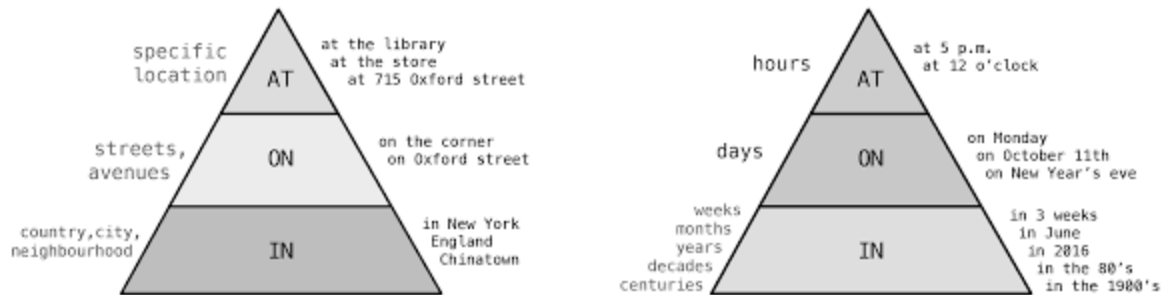 specific
location
AT
at the library
at the store
at 715 Oxford street
streets,
avenues
ON
on the corner
on Oxford street
country,city,
neighbourhood
IN
in New York
England
Chinatown
hours
AT
at 5 p.m.
at 12 o'clock
days
ON
on Monday
on October 11th
on New Year's eve
weeks
months
years
decades
centuries
IN
in 3 weeks
in June
in 2016
in the 80's
in the 1900's